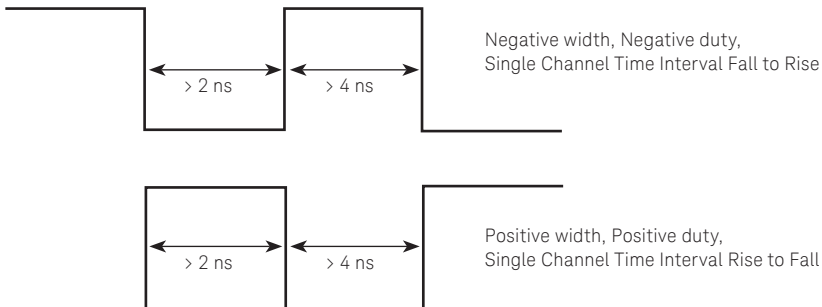 Negative width, Negative duty,
Single Channel Time Interval Fall to Rise
> 2 ns
> 4 ns
Positive width, Positive duty,
Single Channel Time Interval Rise to Fall
> 2 ns
> 4 ns